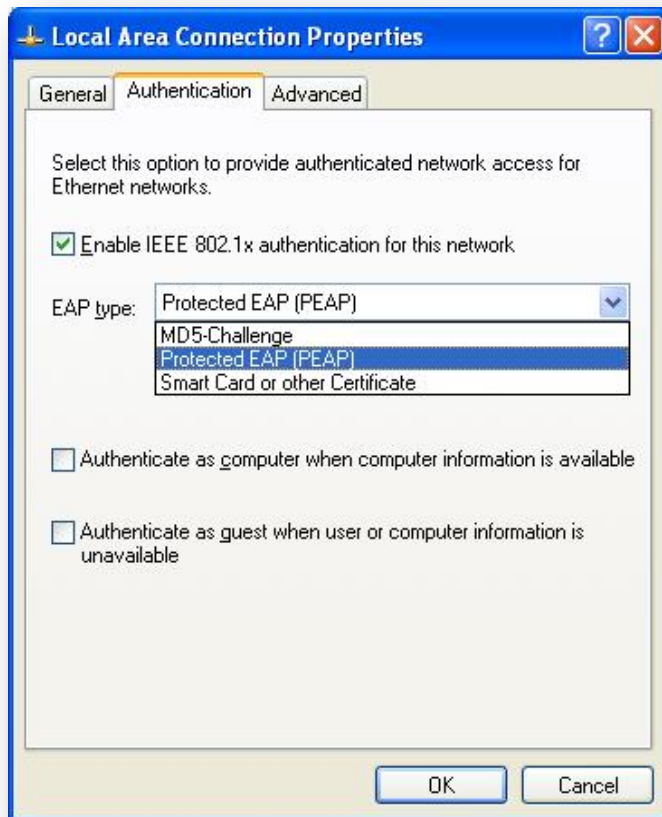 Local Area Connection Properties
General Authentication Advanced
Select this option to provide authenticated network access for
Ethernet networks.
Enable IEEE 802.1x authentication for this network
EAP type: Protected EAP (PEAP)
MD5-Challenge
Protected EAP (PEAP)
Smart Card or other Certificate
Authenticate as computer when computer information is available
Authenticate as guest when user or computer information is
unavailable
OK Cancel